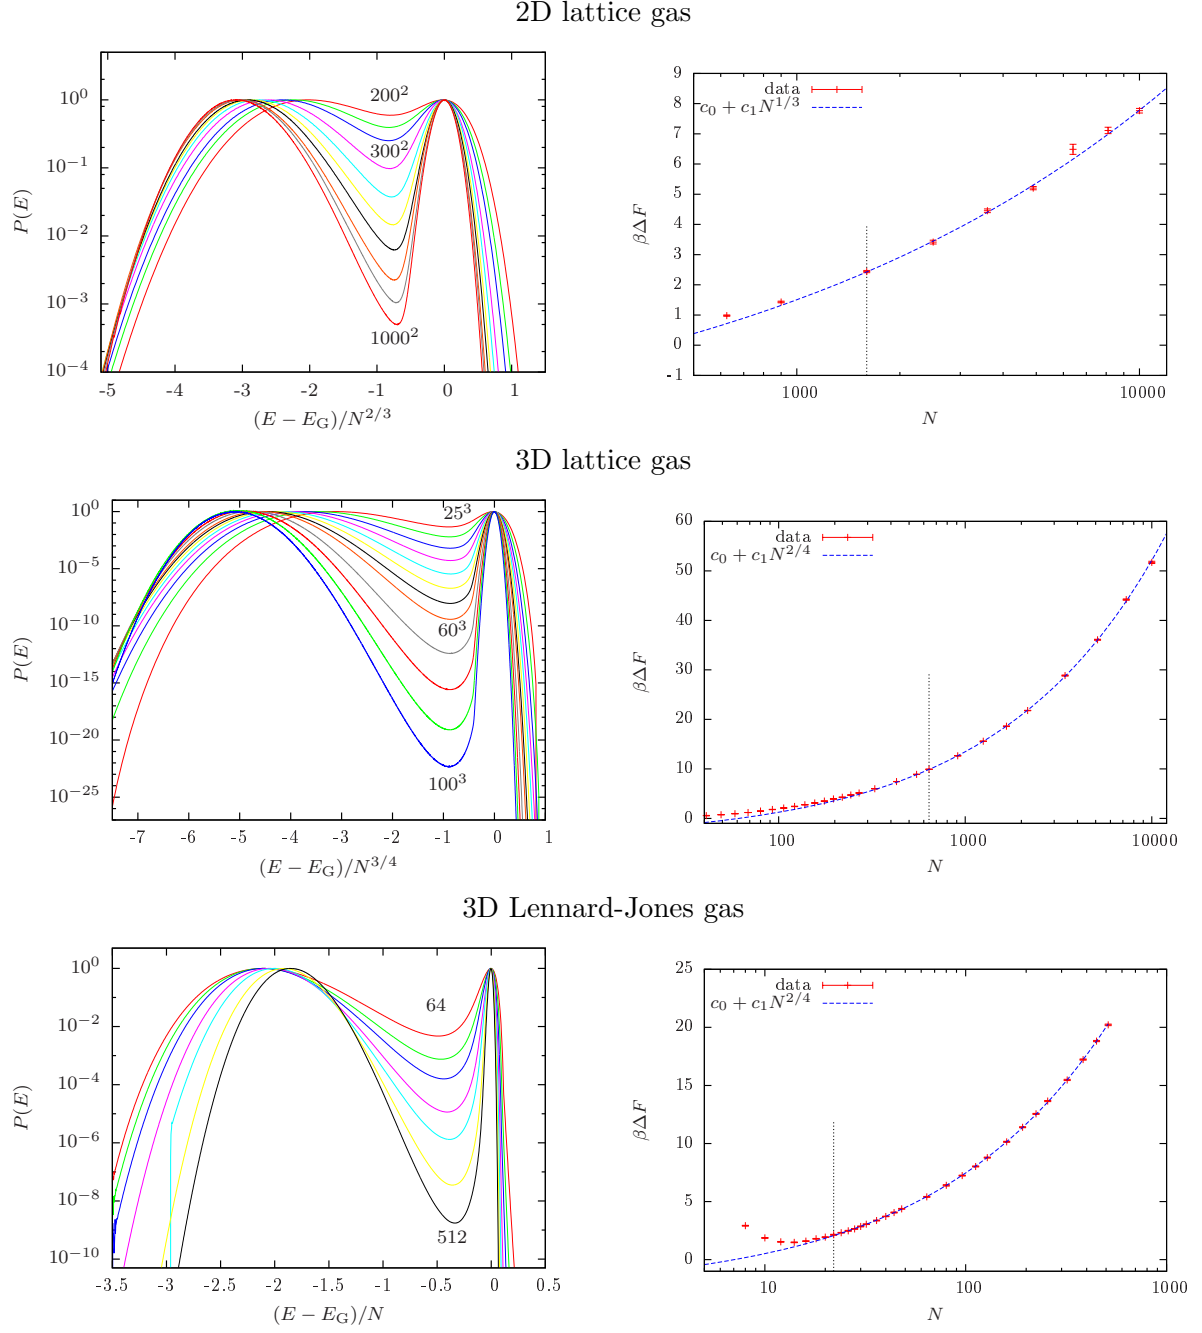 2D lattice gas
P(E)
10^0
10^−1
10^−2
10^−3
10^−4
200^2
300^2
1000^2
-5 -4 -3 -2 -1 0 1
(E − E_G)/N^{2/3}
βΔF
9
8
7
6
5
4
3
2
1
0
-1
data
c_0 + c_1N^{1/3}
1000 10000
N
3D lattice gas
P(E)
10^0
10^−5
10^−10
10^−15
10^−20
10^−25
25^3
60^3
100^3
-7 -6 -5 -4 -3 -2 -1 0 1
(E − E_G)/N^{3/4}
βΔF
60
50
40
30
20
10
0
data
c_0 + c_1N^{2/4}
100 1000 10000
N
3D Lennard-Jones gas
P(E)
10^0
10^−2
10^−4
10^−6
10^−8
10^−10
64
512
-3.5 -3 -2.5 -2 -1.5 -1 -0.5 0 0.5
(E − E_G)/N
βΔF
25
20
15
10
5
0
data
c_0 + c_1N^{2/4}
10 100 1000
N